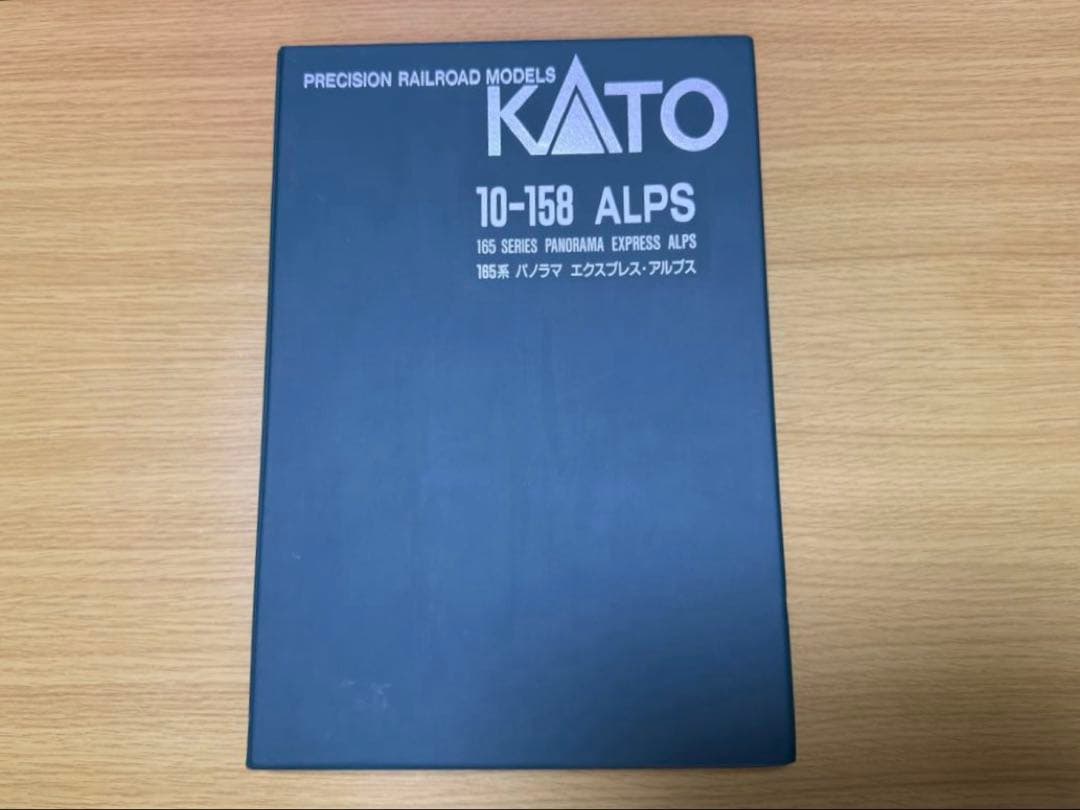 PRECISION RAILROAD MODELS
KATO
10-158 ALPS
165 SERIES PANORAMA EXPRESS ALPS
165系 パノラマ エクスプレス・アルプス